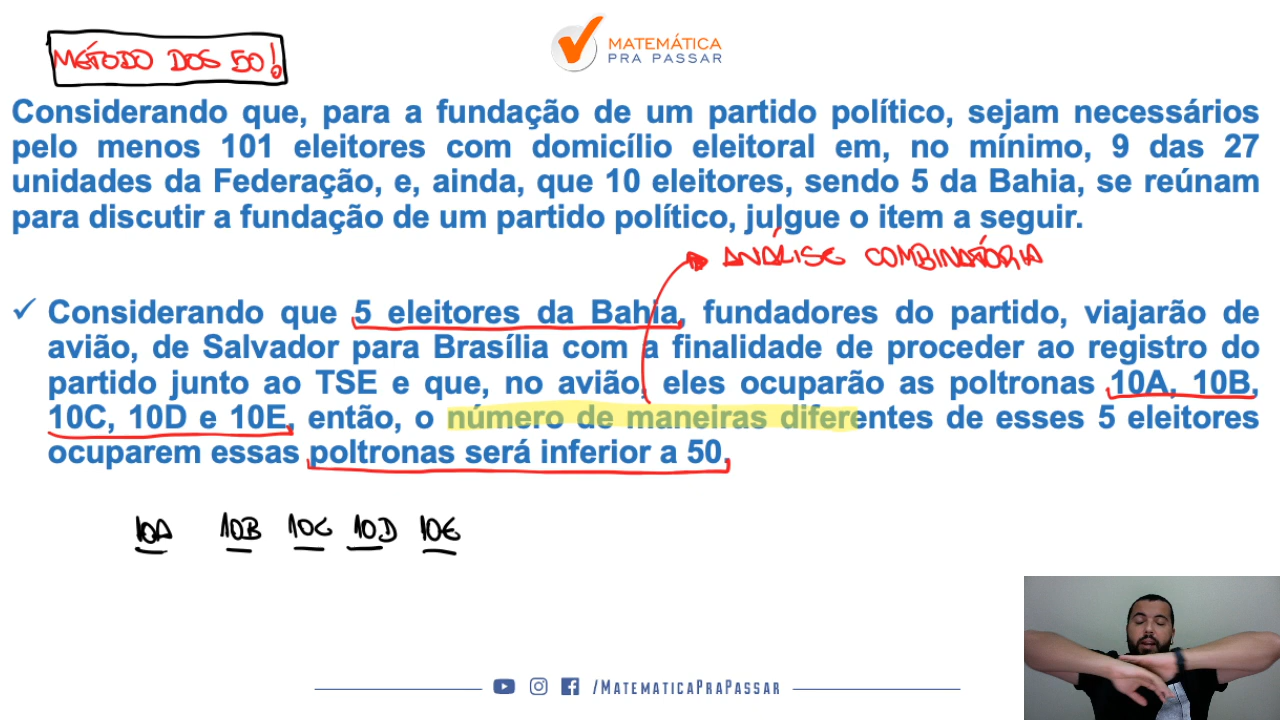 MÉTODO DOS 50!
MATEMÁTICA
PRA PASSAR
Considerando que, para a fundação de um partido político, sejam necessários
pelo menos 101 eleitores com domicílio eleitoral em, no mínimo, 9 das 27
unidades da Federação, e, ainda, que 10 eleitores, sendo 5 da Bahia, se reúnam
para discutir a fundação de um partido político, julgue o item a seguir.
ANÁLISE COMBINATÓRIA
✓ Considerando que 5 eleitores da Bahia, fundadores do partido, viajarão de
avião, de Salvador para Brasília com a finalidade de proceder ao registro do
partido junto ao TSE e que, no avião, eles ocuparão as poltronas 10A, 10B,
10C, 10D e 10E, então, o número de maneiras diferentes de esses 5 eleitores
ocuparem essas poltronas será inferior a 50.
10A 10B 10C 10D 10E
/MATEMATICAPRAPASSAR